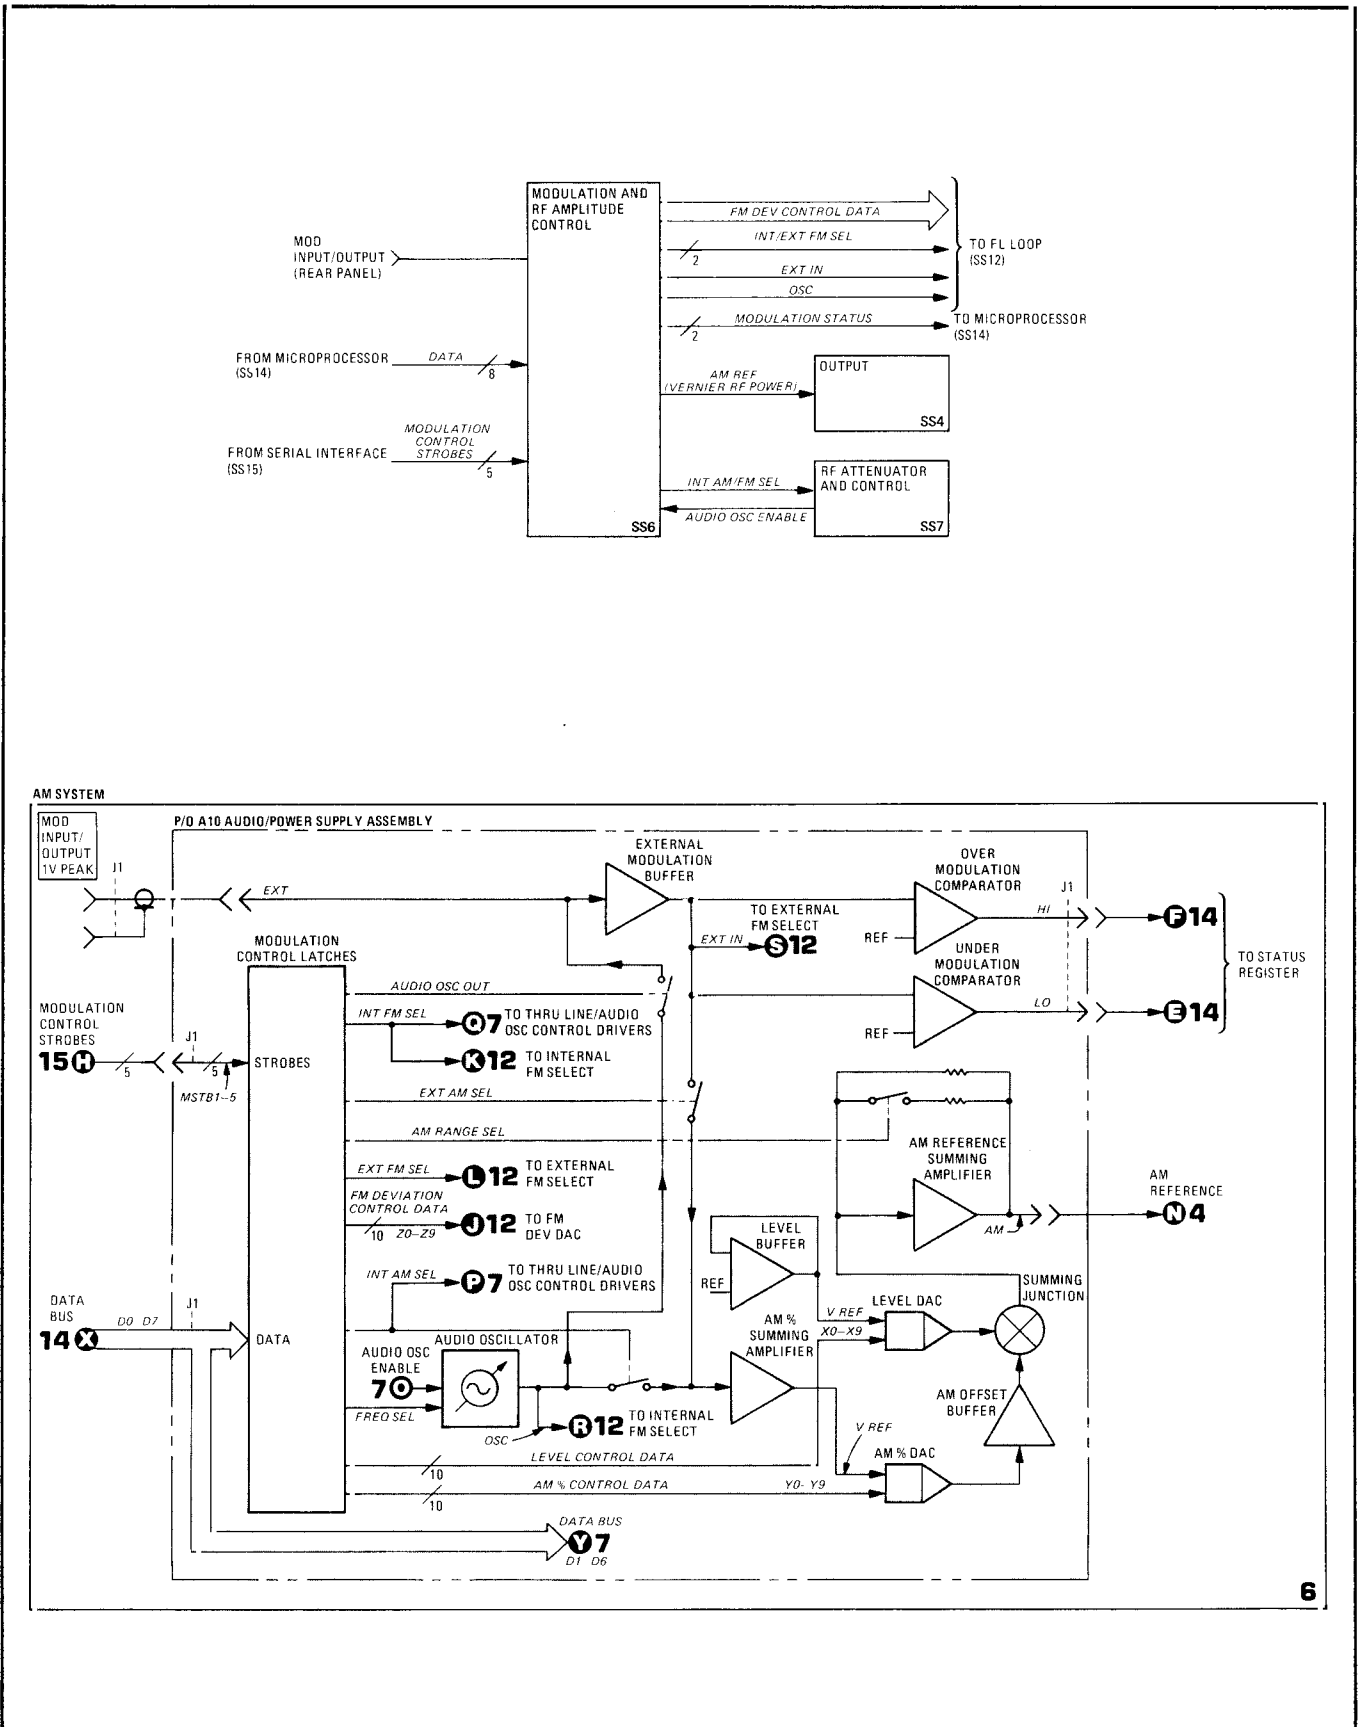 MODULATION AND
RF AMPLITUDE
CONTROL
FM DEV CONTROL DATA
INT/EXT FM SEL
2
EXT IN
OSC
TO FL LOOP
(SS12)
MOD
INPUT/OUTPUT
(REAR PANEL)
MODULATION STATUS
2
TO MICROPROCESSOR
(SS14)
FROM MICROPROCESSOR
(SS14)
DATA
8
AM REF
(VERNIER RF POWER)
OUTPUT
SS4
FROM SERIAL INTERFACE
(SS15)
MODULATION
CONTROL
STROBES
5
INT AM/FM SEL
AUDIO OSC ENABLE
RF ATTENUATOR
AND CONTROL
SS7
SS6
AM SYSTEM
MOD
INPUT/
OUTPUT
1V PEAK
J1
P/O A10 AUDIO/POWER SUPPLY ASSEMBLY
EXT
EXTERNAL
MODULATION
BUFFER
OVER
MODULATION
COMPARATOR
J1
HI
REF
F14
TO EXTERNAL
FM SELECT
EXT IN
S12
UNDER
MODULATION
COMPARATOR
LO
REF
E14
TO STATUS
REGISTER
MODULATION
CONTROL LATCHES
AUDIO OSC OUT
MODULATION
CONTROL
STROBES
15H
5
J1
5
MSTB1-5
STROBES
INT FM SEL
Q7
TO THRU LINE/AUDIO
OSC CONTROL DRIVERS
K12
TO INTERNAL
FM SELECT
EXT AM SEL
AM RANGE SEL
AM REFERENCE
SUMMING
AMPLIFIER
AM
AM
REFERENCE
N4
EXT FM SEL
L12
TO EXTERNAL
FM SELECT
FM DEVIATION
CONTROL DATA
10
Z0-Z9
J12
TO FM
DEV DAC
LEVEL
BUFFER
REF
INT AM SEL
P7
TO THRU LINE/AUDIO
OSC CONTROL DRIVERS
SUMMING
JUNCTION
LEVEL DAC
V REF
X0-X9
DATA
BUS
14X
D0 D7
J1
DATA
AUDIO OSCILLATOR
AUDIO OSC
ENABLE
7O
FREQ SEL
AM %
SUMMING
AMPLIFIER
AM OFFSET
BUFFER
OSC
R12
TO INTERNAL
FM SELECT
V REF
AM % DAC
LEVEL CONTROL DATA
10
AM % CONTROL DATA
10
Y0- Y9
DATA BUS
Y7
D1 D6
6